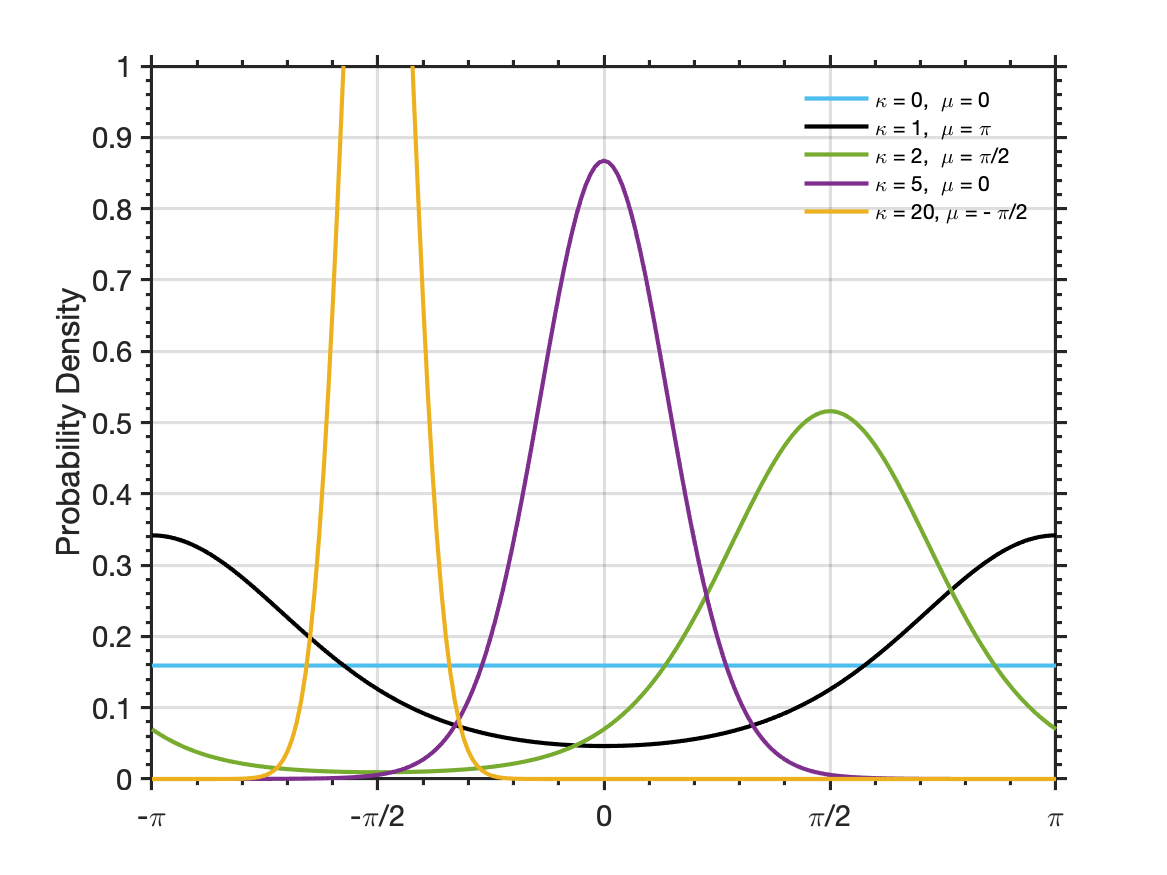 1
0.9
0.8
0.7
0.6
0.5
0.4
0.3
0.2
0.1
0
Probability Density
κ = 0, μ = 0
κ = 1, μ = π
κ = 2, μ = π/2
κ = 5, μ = 0
κ = 20, μ = - π/2
-π
-π/2
0
π/2
π